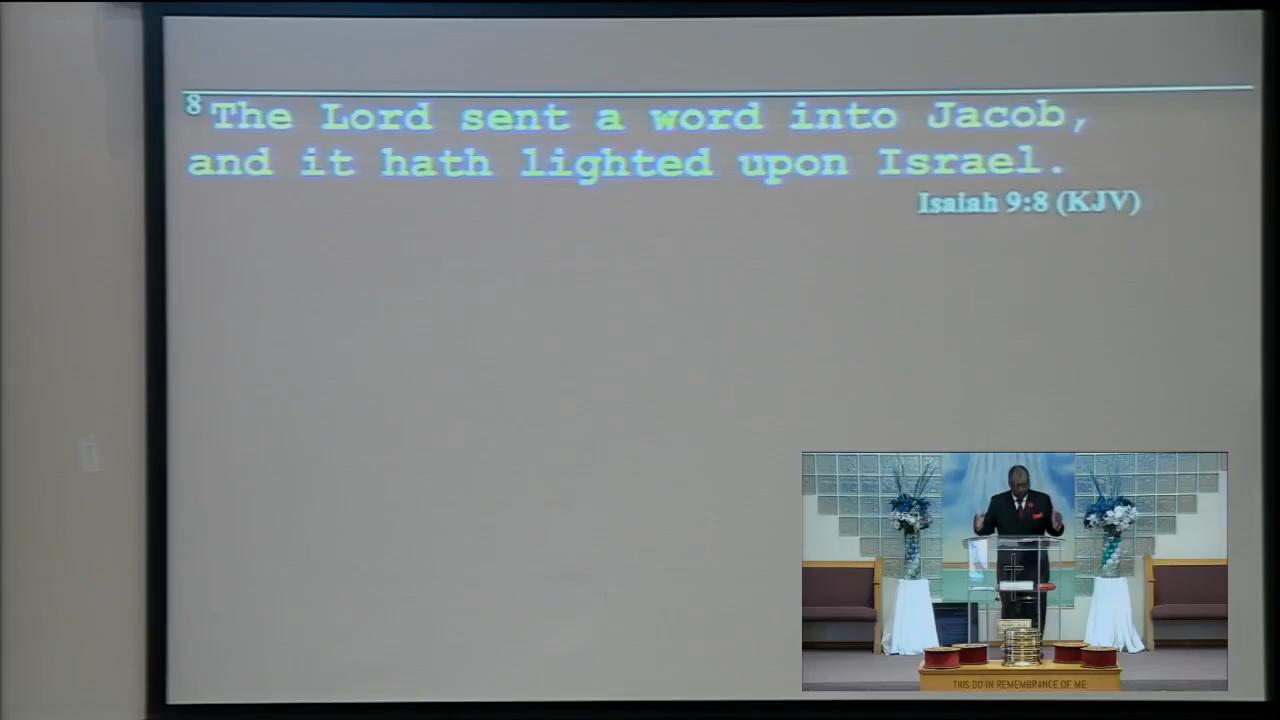 8 The Lord sent a word into Jacob,
and it hath lighted upon Israel.
Isaiah 9:8 (KJV)
THIS DO IN REMEMBRANCE OF ME